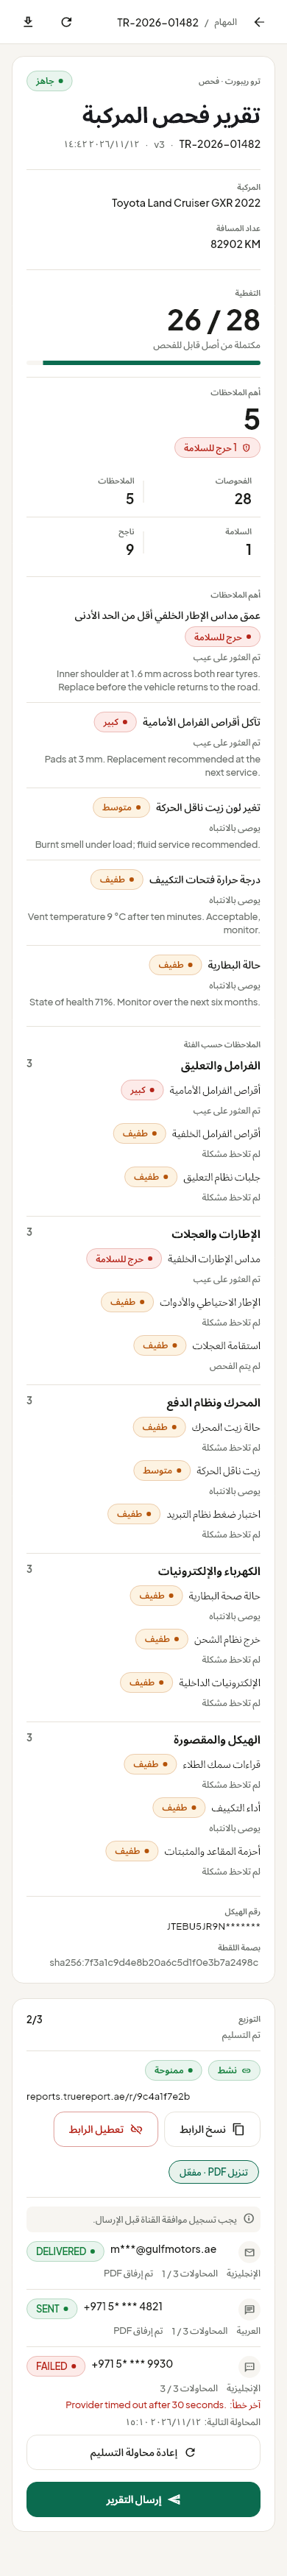 المهام / TR-2026-01482
ترو ريبورت · فحص
جاهز
تقرير فحص المركبة
TR-2026-01482 · v3 · ٢٠٢٦/١١/١٢ ١٤:٤٢
المركبة
Toyota Land Cruiser GXR 2022
عداد المسافة
82902 KM
التغطية
26 / 28
مكتملة من أصل قابل للفحص
أهم الملاحظات
5
1 حرج للسلامة
الفحوصات
28
الملاحظات
5
السلامة
1
ناجح
9
أهم الملاحظات
عمق مداس الإطار الخلفي أقل من الحد الأدنى
حرج للسلامة
تم العثور على عيب
Inner shoulder at 1.6 mm across both rear tyres.
Replace before the vehicle returns to the road.
تآكل أقراص الفرامل الأمامية كبير
تم العثور على عيب
Pads at 3 mm. Replacement recommended at the
next service.
تغير لون زيت ناقل الحركة متوسط
يوصى بالانتباه
Burnt smell under load; fluid service recommended.
درجة حرارة فتحات التكييف طفيف
يوصى بالانتباه
Vent temperature 9 °C after ten minutes. Acceptable,
monitor.
حالة البطارية طفيف
يوصى بالانتباه
State of health 71%. Monitor over the next six months.
الملاحظات حسب الفئة
الفرامل والتعليق 3
أقراص الفرامل الأمامية كبير
تم العثور على عيب
أقراص الفرامل الخلفية طفيف
لم تلاحظ مشكلة
جلبات نظام التعليق طفيف
لم تلاحظ مشكلة
الإطارات والعجلات 3
مداس الإطارات الخلفية حرج للسلامة
تم العثور على عيب
الإطار الاحتياطي والأدوات طفيف
لم تلاحظ مشكلة
استقامة العجلات طفيف
لم يتم الفحص
المحرك ونظام الدفع 3
حالة زيت المحرك طفيف
لم تلاحظ مشكلة
زيت ناقل الحركة متوسط
يوصى بالانتباه
اختبار ضغط نظام التبريد طفيف
لم تلاحظ مشكلة
الكهرباء والإلكترونيات 3
حالة صحة البطارية طفيف
يوصى بالانتباه
خرج نظام الشحن طفيف
لم تلاحظ مشكلة
الإلكترونيات الداخلية طفيف
لم تلاحظ مشكلة
الهيكل والمقصورة 3
قراءات سمك الطلاء طفيف
لم تلاحظ مشكلة
أداء التكييف طفيف
يوصى بالانتباه
أحزمة المقاعد والمثبتات طفيف
لم تلاحظ مشكلة
رقم الهيكل
JTEBU5JR9N*******
بصمة اللقطة
sha256:7f3a1c9d4e8b20a6c5d1f0e3b7a2498c
التوزيع 2/3
تم التسليم
نشط ممنوحة
reports.truereport.ae/r/9c4a1f7e2b
نسخ الرابط تعطيل الرابط
تنزيل PDF · مفعّل
يجب تسجيل موافقة القناة قبل الإرسال.
m***@gulfmotors.ae DELIVERED
الإنجليزية المحاولات 3 / 1 تم إرفاق PDF
+971 5* *** 4821 SENT
العربية المحاولات 3 / 1 تم إرفاق PDF
+971 5* *** 9930 FAILED
الإنجليزية المحاولات 3 / 3
آخر خطأ: Provider timed out after 30 seconds.
المحاولة التالية: ٢٠٢٦/١١/١٢ ١٥:١٠
إعادة محاولة التسليم
إرسال التقرير